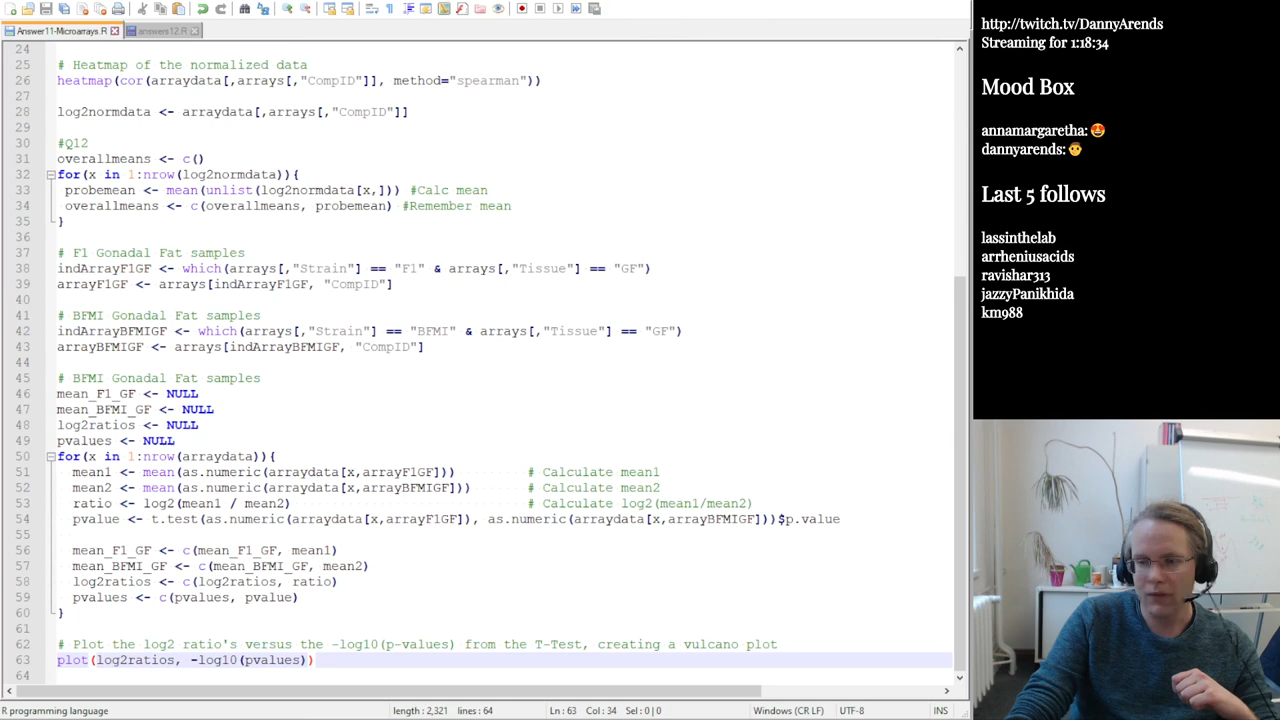 Answer11-Microarrays.R
answers12.R
24
25 # Heatmap of the normalized data
26 heatmap(cor(arraydata[,arrays[,"CompID"]], method="spearman"))
27
28 log2normdata <- arraydata[,arrays[,"CompID"]]
29
30 #Q12
31 overallmeans <- c()
32 for(x in 1:nrow(log2normdata)){
33 probemean <- mean(unlist(log2normdata[x,])) #Calc mean
34 overallmeans <- c(overallmeans, probemean) #Remember mean
35 }
36
37 # F1 Gonadal Fat samples
38 indArrayF1GF <- which(arrays[,"Strain"] == "F1" & arrays[,"Tissue"] == "GF")
39 arrayF1GF <- arrays[indArrayF1GF, "CompID"]
40
41 # BFMI Gonadal Fat samples
42 indArrayBFMIGF <- which(arrays[,"Strain"] == "BFMI" & arrays[,"Tissue"] == "GF")
43 arrayBFMIGF <- arrays[indArrayBFMIGF, "CompID"]
44
45 # BFMI Gonadal Fat samples
46 mean_F1_GF <- NULL
47 mean_BFMI_GF <- NULL
48 log2ratios <- NULL
49 pvalues <- NULL
50 for(x in 1:nrow(arraydata)){
51 mean1 <- mean(as.numeric(arraydata[x,arrayF1GF])) # Calculate mean1
52 mean2 <- mean(as.numeric(arraydata[x,arrayBFMIGF])) # Calculate mean2
53 ratio <- log2(mean1 / mean2) # Calculate log2(mean1/mean2)
54 pvalue <- t.test(as.numeric(arraydata[x,arrayF1GF]), as.numeric(arraydata[x,arrayBFMIGF]))$p.value
55
56 mean_F1_GF <- c(mean_F1_GF, mean1)
57 mean_BFMI_GF <- c(mean_BFMI_GF, mean2)
58 log2ratios <- c(log2ratios, ratio)
59 pvalues <- c(pvalues, pvalue)
60 }
61
62 # Plot the log2 ratio's versus the -log10(p-values) from the T-Test, creating a vulcano plot
63 plot(log2ratios, -log10(pvalues))
64
R programming language length : 2,321 lines : 64 Ln : 63 Col : 34 Sel : 0 | 0 Windows (CR LF) UTF-8 INS
http://twitch.tv/DannyArends
Streaming for 1:18:34
Mood Box
annamargaretha: 😍
dannyarends: 👨
Last 5 follows
lassinthelab
arrheniusacids
ravishar313
jazzyPanikhida
km988